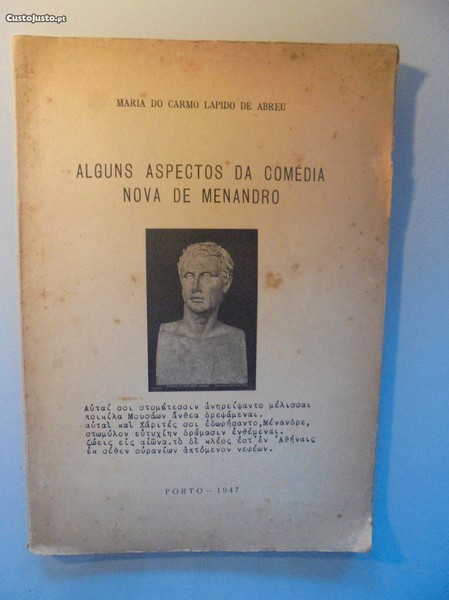 CustoJusto.pt
MARIA DO CARMO LAPIDO DE ABREU
ALGUNS ASPECTOS DA COMÉDIA
NOVA DE MENANDRO
Αὐταί σοι στομάτεσσιν ἀνηρείψαντο μέλισσαι
ποικίλα Μουσάων ἄνθεα δρεψάμεναι.
αὐταὶ καὶ Χάριτές σοι ἐδωρήσαντο, Μένανδρε,
στωμύλον εὐτυχίην δράμασιν ἐνθέμεναι.
ζώεις εἰς αἰῶνα. τὸ δὲ κλέος ἐστ' ἐν Ἀθήναις
ἐκ σέθεν οὐρανίων ἁπτόμενον νεφέων.
PORTO — 1947